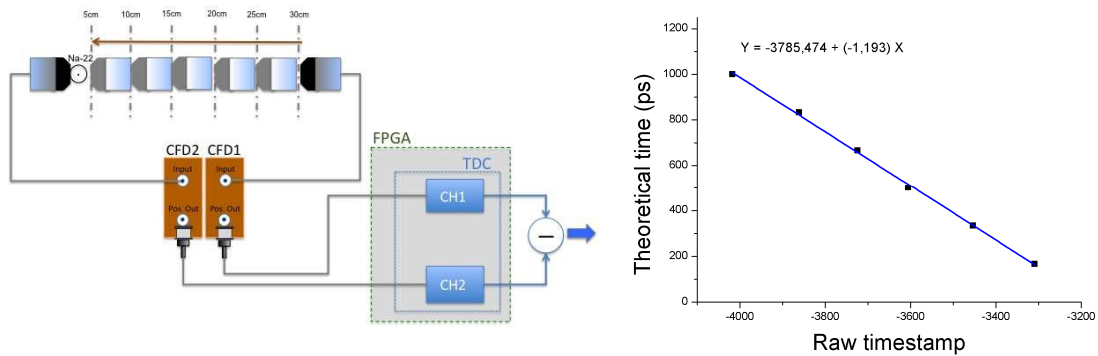 5cm 10cm 15cm 20cm 25cm 30cm
Na-22
CFD2 CFD1
Input Input
Pos. Out Pos. Out
FPGA
TDC
CH1
CH2
−
Y = -3785,474 + (-1,193) X
Theoretical time (ps)
1200
1000
800
600
400
200
0
-4000 -3800 -3600 -3400 -3200
Raw timestamp